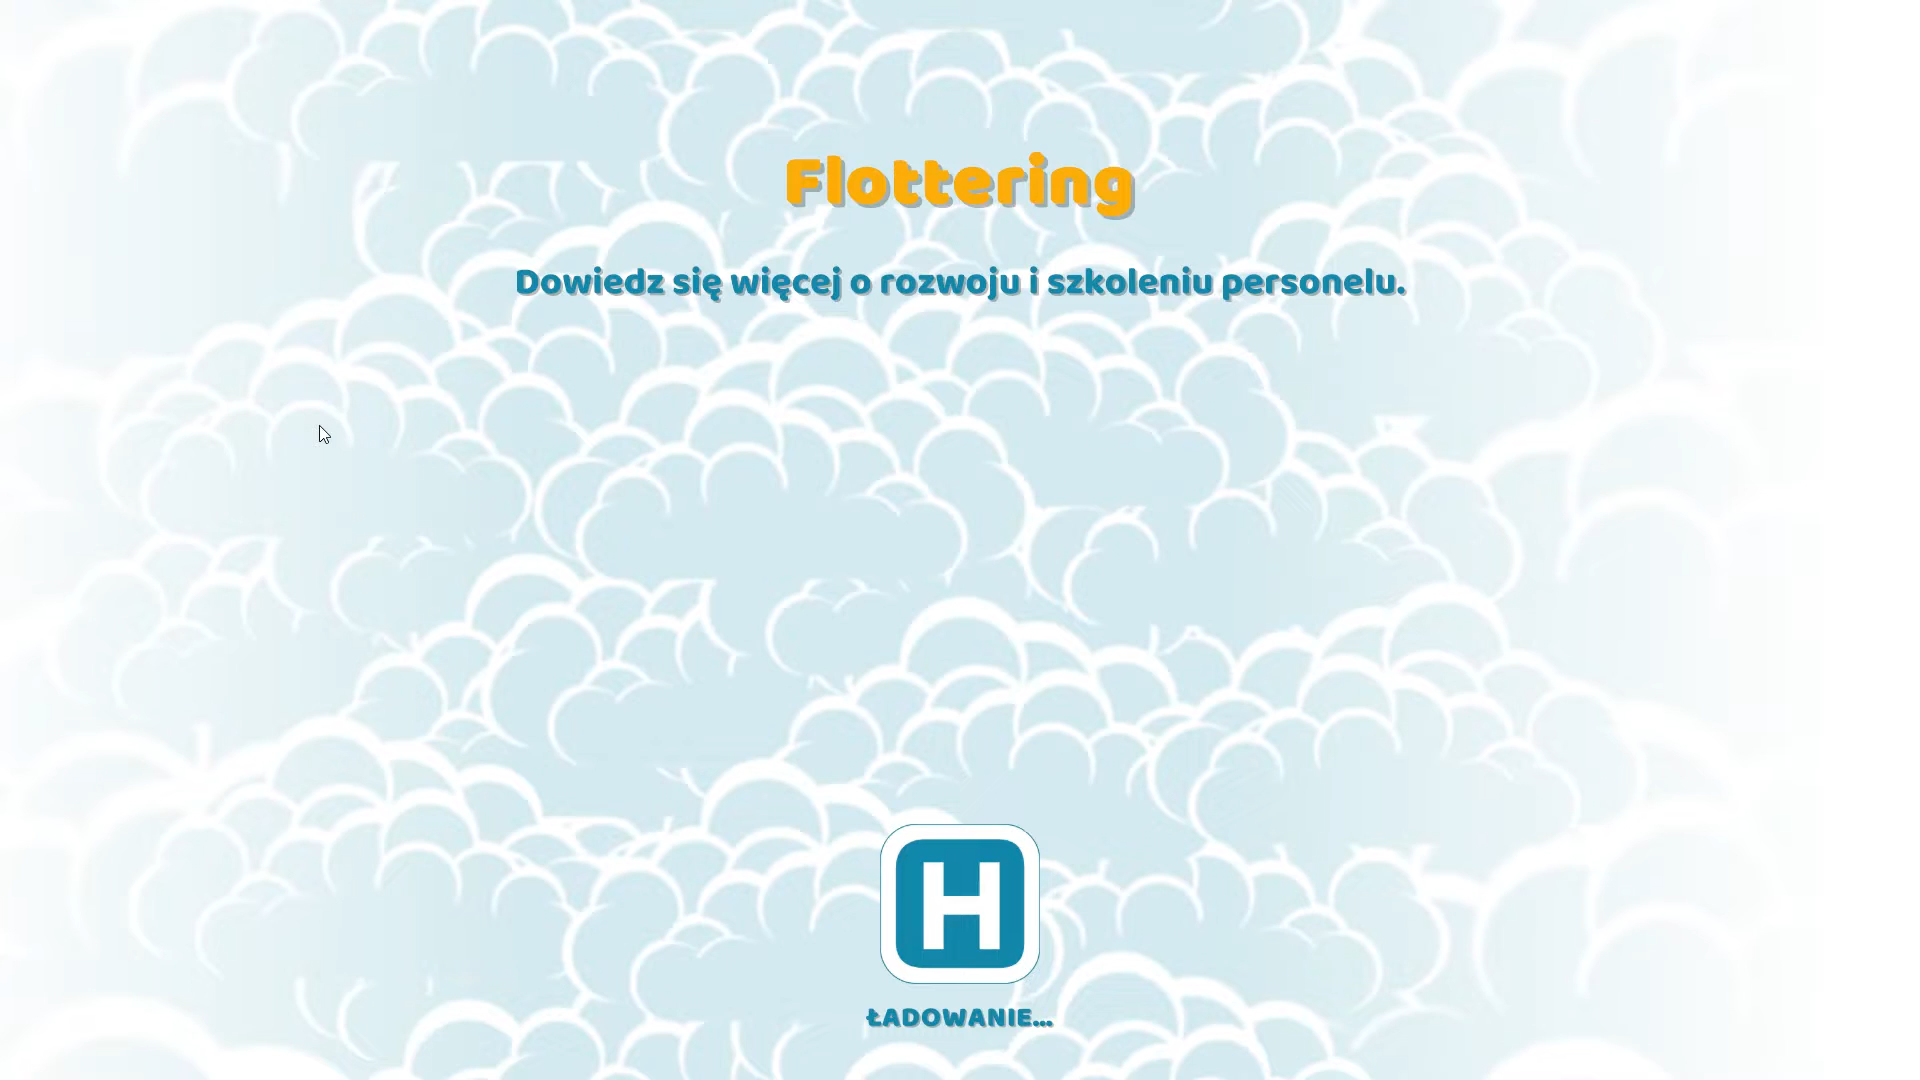 Flottering
Dowiedz się więcej o rozwoju i szkoleniu personelu.
H
ŁADOWANIE...